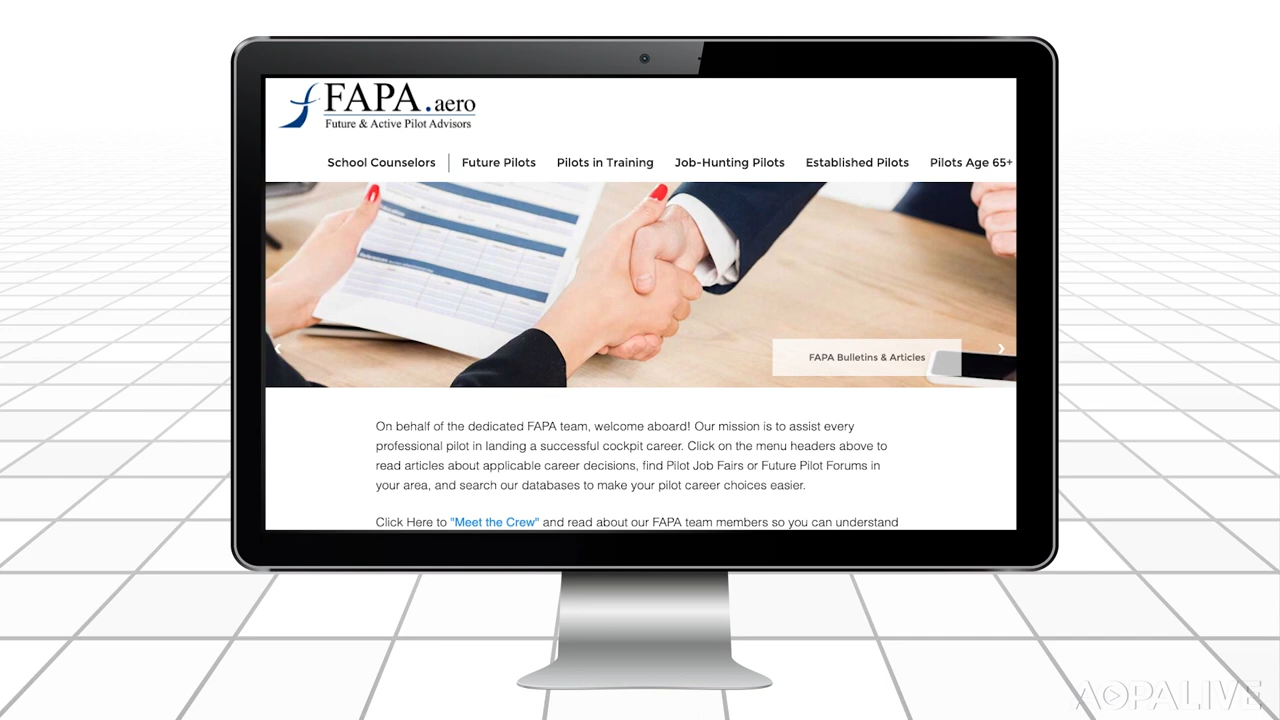 FAPA.aero
Future & Active Pilot Advisors
School Counselors
Future Pilots
Pilots in Training
Job-Hunting Pilots
Established Pilots
Pilots Age 65+
References
FAPA Bulletins & Articles
On behalf of the dedicated FAPA team, welcome aboard! Our mission is to assist every
professional pilot in landing a successful cockpit career. Click on the menu headers above to
read articles about applicable career decisions, find Pilot Job Fairs or Future Pilot Forums in
your area, and search our databases to make your pilot career choices easier.
Click Here to "Meet the Crew" and read about our FAPA team members so you can understand
AOPA LIVE